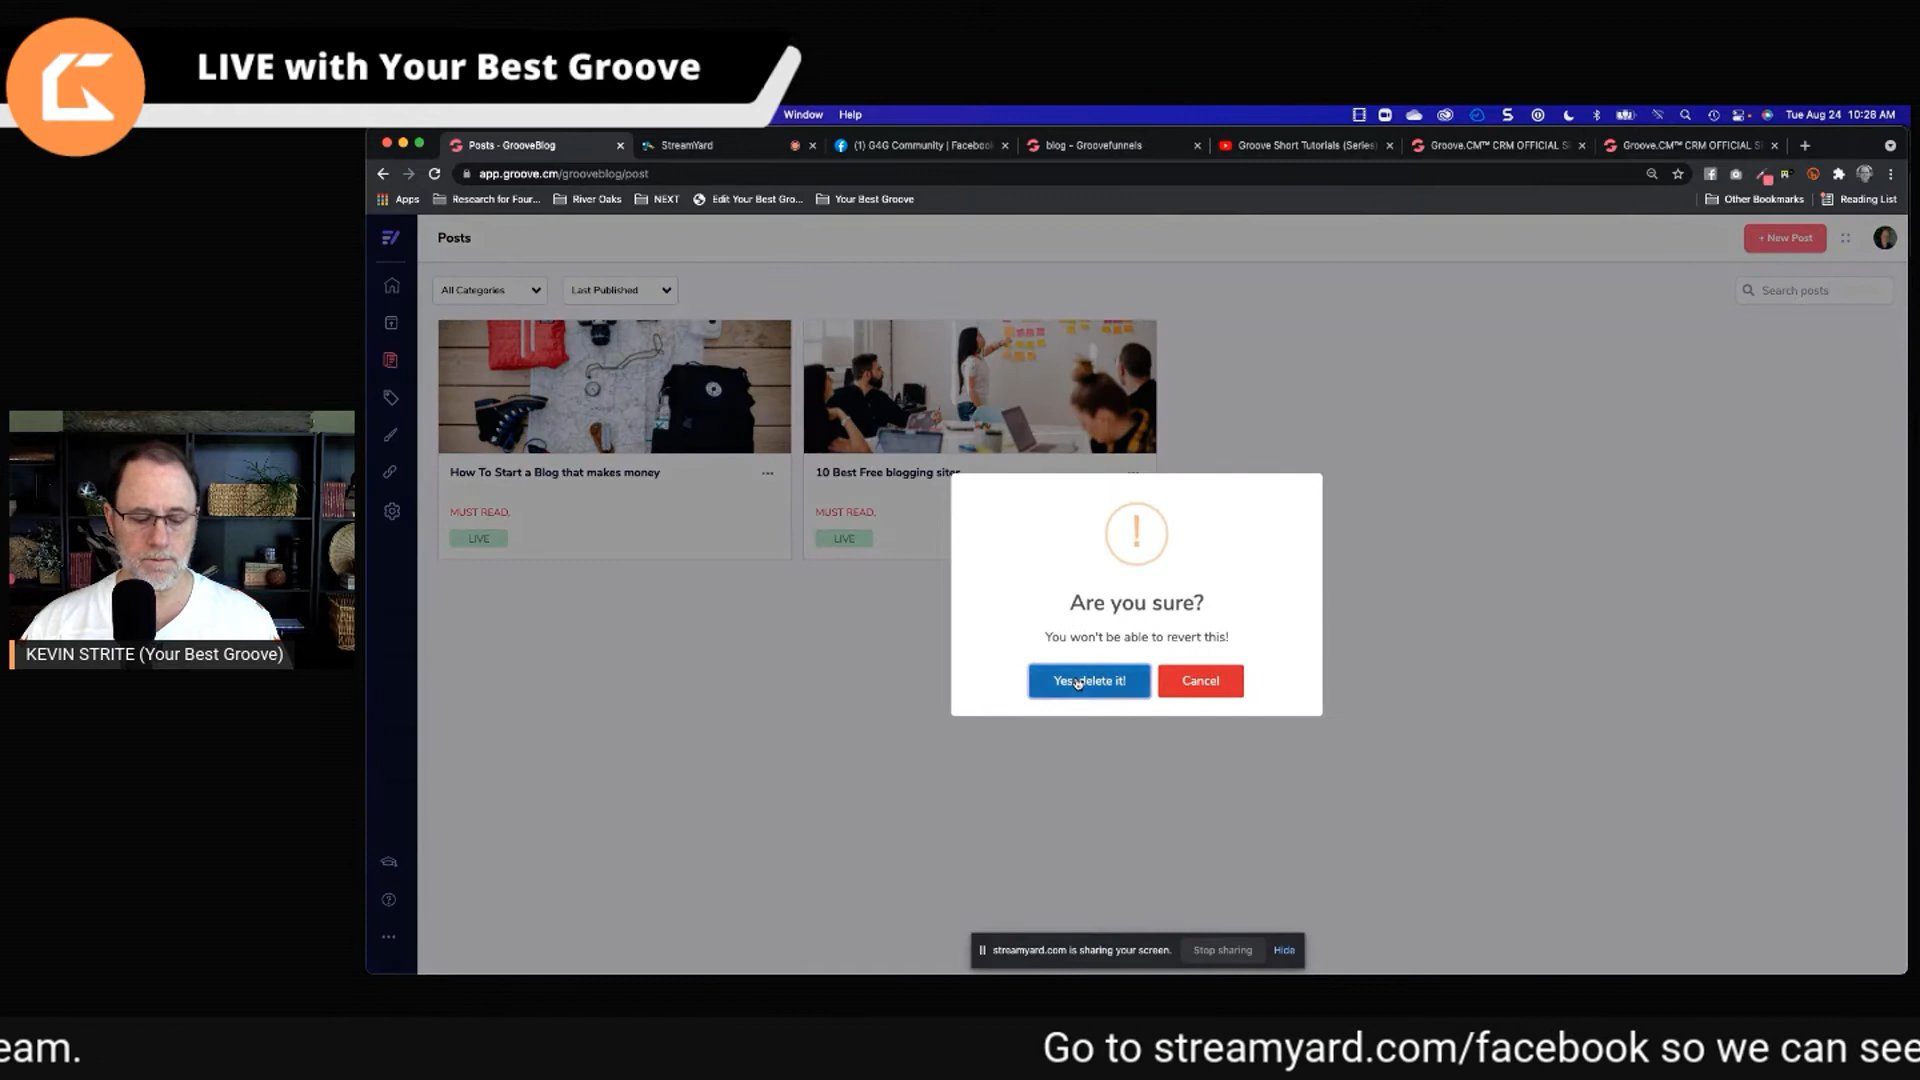 LIVE with Your Best Groove
Window Help
Tue Aug 24 10:28 AM
Posts - GrooveBlog
StreamYard
(1) G4G Community | Facebook
blog – Groovefunnels
Groove Short Tutorials (Series)
Groove.CM™ CRM OFFICIAL S
Groove.CM™ CRM OFFICIAL S
app.groove.cm/grooveblog/post
Apps
Research for Four...
River Oaks
NEXT
Edit Your Best Gro...
Your Best Groove
Other Bookmarks
Reading List
Posts
+ New Post
All Categories
Last Published
Search posts
How To Start a Blog that makes money
MUST READ,
LIVE
10 Best Free blogging sites
MUST READ,
LIVE
Are you sure?
You won't be able to revert this!
Yes, delete it!
Cancel
KEVIN STRITE (Your Best Groove)
streamyard.com is sharing your screen.
Stop sharing
Hide
eam.
Go to streamyard.com/facebook so we can see